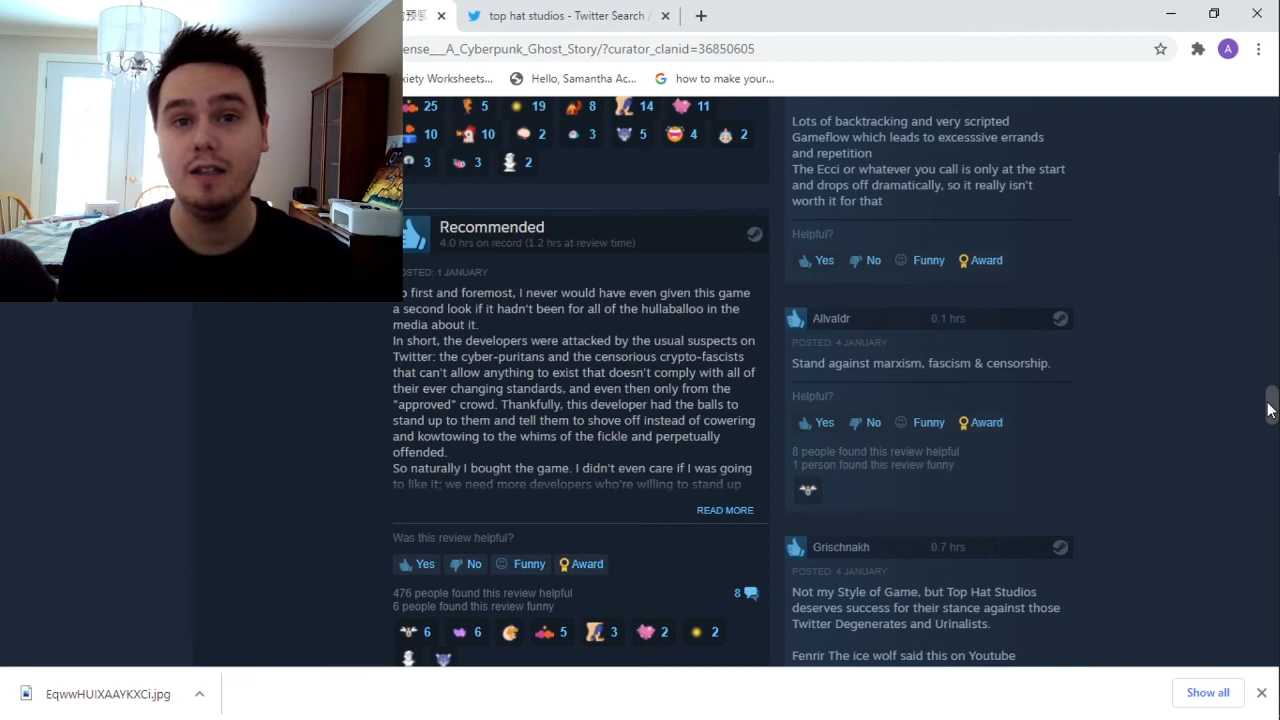 top hat studios - Twitter Search /
ense___A_Cyberpunk_Ghost_Story/?curator_clanid=36850605
A
xiety Worksheets...
Hello, Samantha Ac...
how to make your...
25
5
19
8
14
11
10
10
2
3
5
4
2
3
3
2
Recommended
4.0 hrs on record (1.2 hrs at review time)
OSTED: 1 JANUARY
o first and foremost, I never would have even given this game
a second look if it hadn't been for all of the hullaballoo in the
media about it.
In short, the developers were attacked by the usual suspects on
Twitter: the cyber-puritans and the censorious crypto-fascists
that can't allow anything to exist that doesn't comply with all of
their ever changing standards, and even then only from the
"approved" crowd. Thankfully, this developer had the balls to
stand up to them and tell them to shove off instead of cowering
and kowtowing to the whims of the fickle and perpetually
offended.
So naturally I bought the game. I didn't even care if I was going
to like it; we need more developers who're willing to stand up
READ MORE
Was this review helpful?
Yes
No
Funny
Award
476 people found this review helpful
6 people found this review funny
8
6
6
5
3
2
2
Lots of backtracking and very scripted
Gameflow which leads to excesssive errands
and repetition
The Ecci or whatever you call is only at the start
and drops off dramatically, so it really isn't
worth it for that
Helpful?
Yes
No
Funny
Award
Allvaldr
0.1 hrs
POSTED: 4 JANUARY
Stand against marxism, fascism & censorship.
Helpful?
Yes
No
Funny
Award
8 people found this review helpful
1 person found this review funny
Grischnakh
0.7 hrs
POSTED: 4 JANUARY
Not my Style of Game, but Top Hat Studios
deserves success for their stance against those
Twitter Degenerates and Urinalists.
Fenrir The ice wolf said this on Youtube
EqwwHUIXAAYKXCi.jpg
Show all